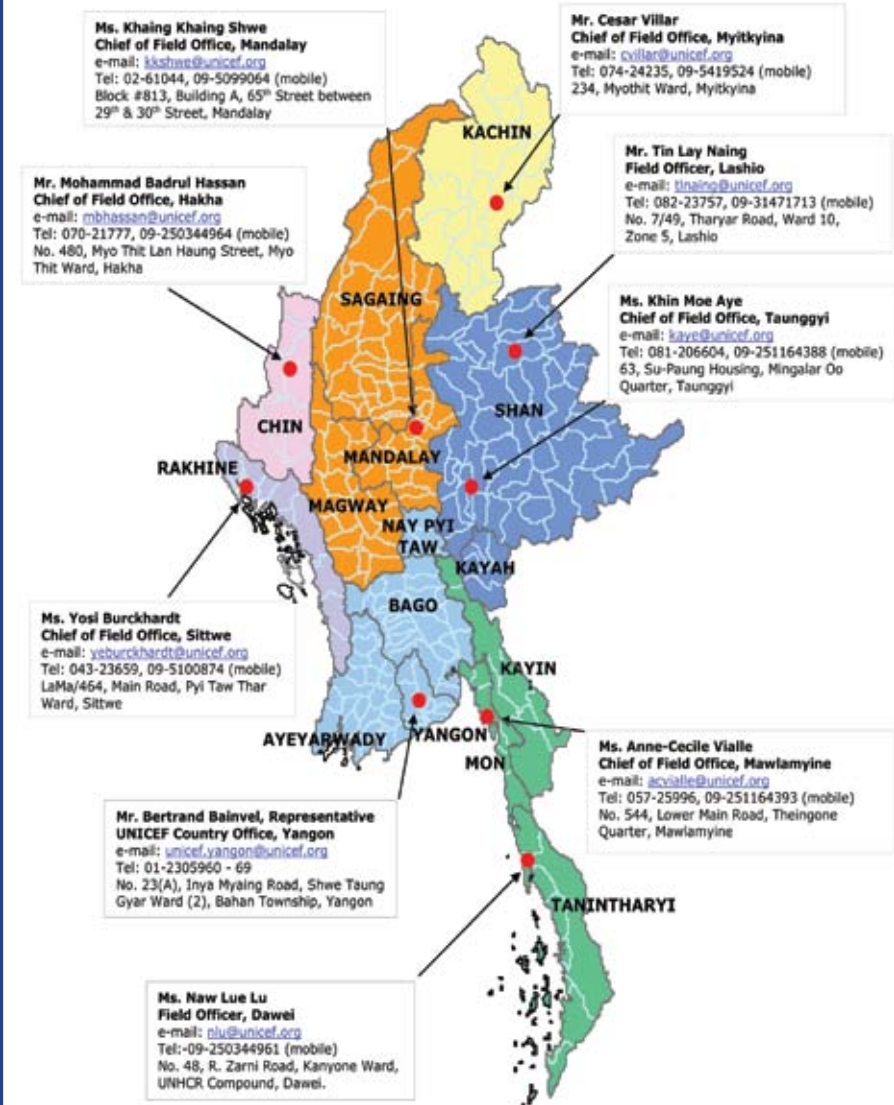 Ms. Khaing Khaing Shwe
Chief of Field Office, Mandalay
e-mail: kkshwe@unicef.org
Tel: 02-61044, 09-5099064 (mobile)
Block #813, Building A, 65th Street between
29th & 30th Street, Mandalay
Mr. Cesar Villar
Chief of Field Office, Myitkyina
e-mail: cvillar@unicef.org
Tel: 074-24235, 09-5419524 (mobile)
234, Myothit Ward, Myitkyina
KACHIN
Mr. Tin Lay Naing
Field Officer, Lashio
e-mail: tlnaing@unicef.org
Tel: 082-23757, 09-31471713 (mobile)
No. 7/49, Tharyar Road, Ward 10,
Zone 5, Lashio
Mr. Mohammad Badrul Hassan
Chief of Field Office, Hakha
e-mail: mbhassan@unicef.org
Tel: 070-21777, 09-250344964 (mobile)
No. 480, Myo Thit Lan Haung Street, Myo
Thit Ward, Hakha
SAGAING
Ms. Khin Moe Aye
Chief of Field Office, Taunggyi
e-mail: kaye@unicef.org
Tel: 081-206604, 09-251164388 (mobile)
63, Su-Paung Housing, Mingalar Oo
Quarter, Taunggyi
SHAN
CHIN
MANDALAY
RAKHINE
MAGWAY
NAY PYI
TAW
KAYAH
BAGO
Ms. Yosi Burckhardt
Chief of Field Office, Sittwe
e-mail: yeburckhardt@unicef.org
Tel: 043-23659, 09-5100874 (mobile)
LaMa/464, Main Road, Pyi Taw Thar
Ward, Sittwe
KAYIN
AYEYARWADY
YANGON
MON
Ms. Anne-Cecile Vialle
Chief of Field Office, Mawlamyine
e-mail: acvialle@unicef.org
Tel: 057-25996, 09-251164393 (mobile)
No. 544, Lower Main Road, Theingone
Quarter, Mawlamyine
Mr. Bertrand Bainvel, Representative
UNICEF Country Office, Yangon
e-mail: unicef.yangon@unicef.org
Tel: 01-2305960 - 69
No. 23(A), Inya Myaing Road, Shwe Taung
Gyar Ward (2), Bahan Township, Yangon
TANINTHARYI
Ms. Naw Lue Lu
Field Officer, Dawei
e-mail: nlu@unicef.org
Tel:-09-250344961 (mobile)
No. 48, R. Zarni Road, Kanyone Ward,
UNHCR Compound, Dawei.